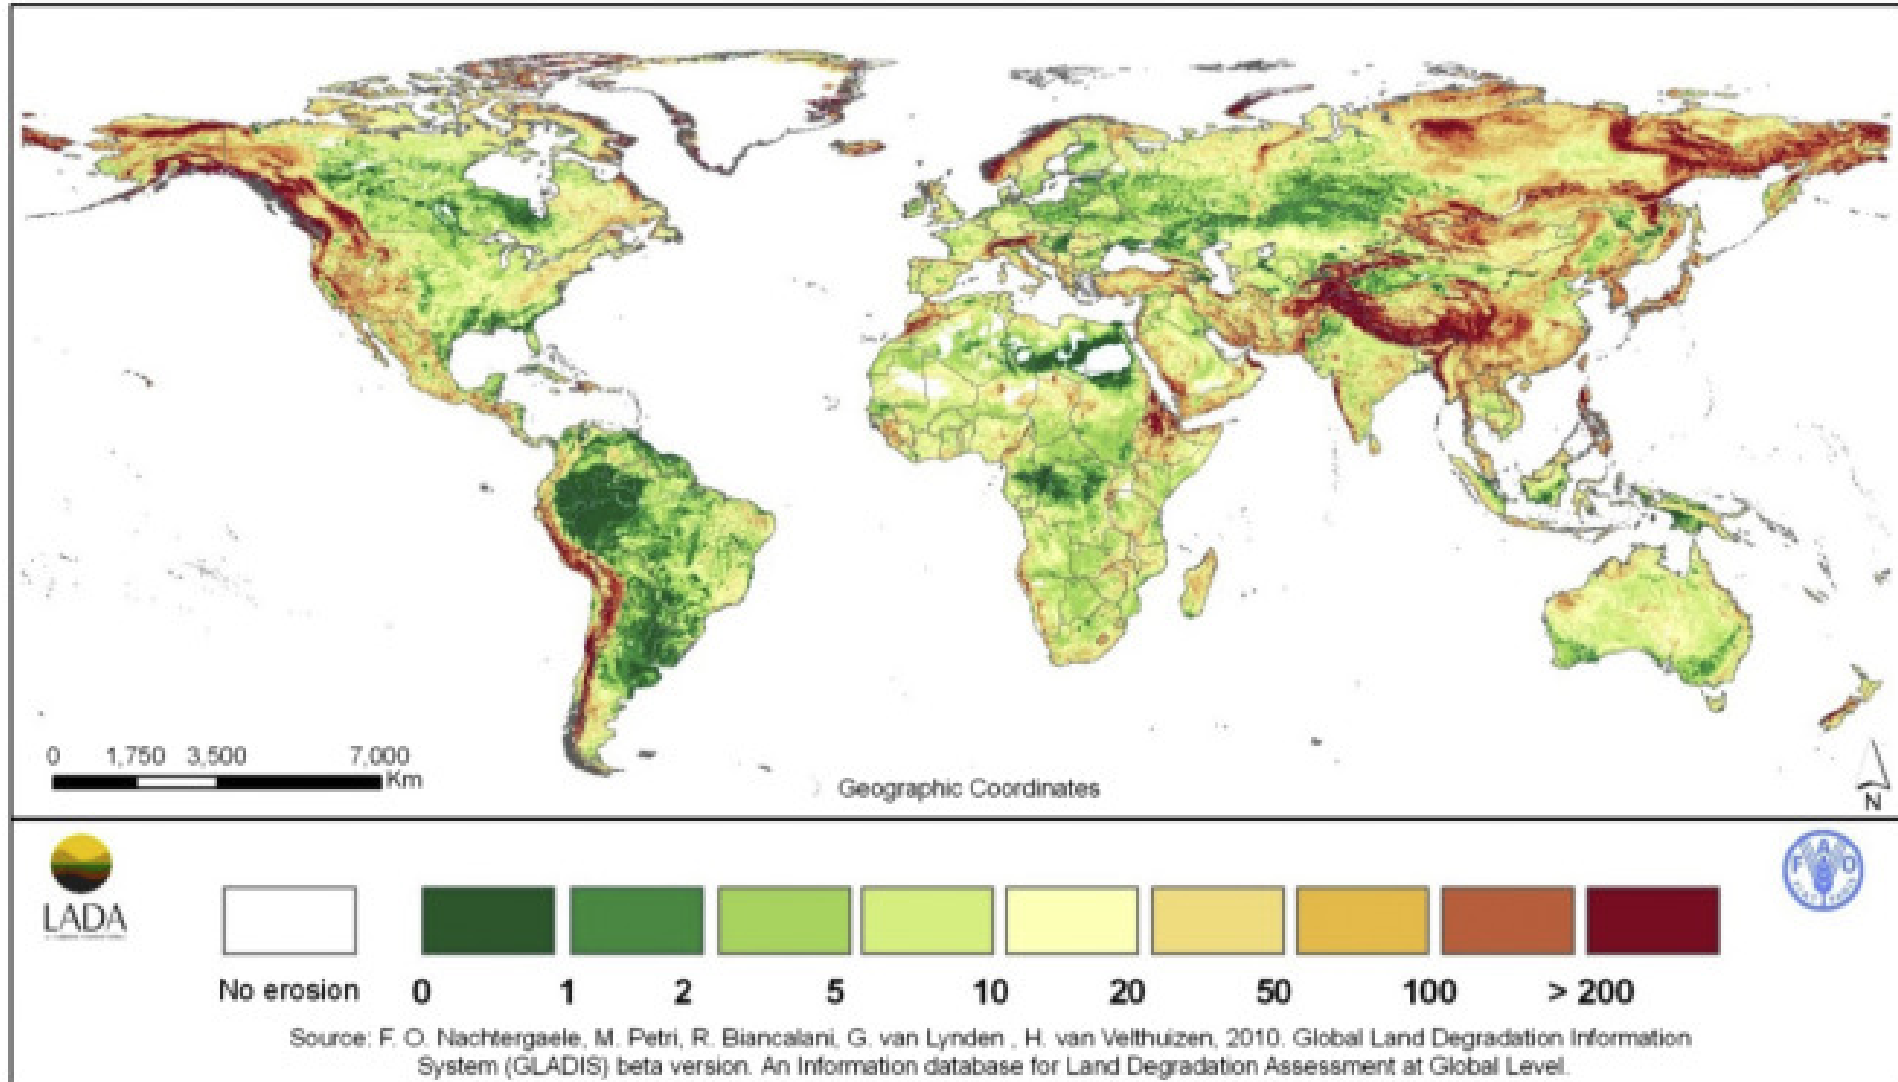 0 1,750 3,500 7,000
Km
Geographic Coordinates
N
LADA
F A O
No erosion 0 1 2 5 10 20 50 100 > 200
Source: F. O. Nachtergaele, M. Petri, R. Biancalani, G. van Lynden , H. van Velthuizen, 2010. Global Land Degradation Information
System (GLADIS) beta version. An Information database for Land Degradation Assessment at Global Level.